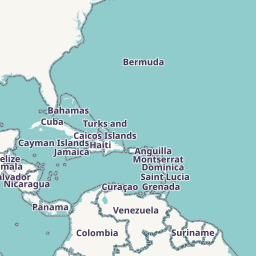 Bermuda
Bahamas
Cuba
Turks and
Caicos Islands
Cayman Islands
Haiti
Jamaica
Anguilla
Montserrat
Dominica
Saint Lucia
Grenada
elize
mala
alvador
Nicaragua
Curaçao
Panama
Venezuela
Colombia
Suriname